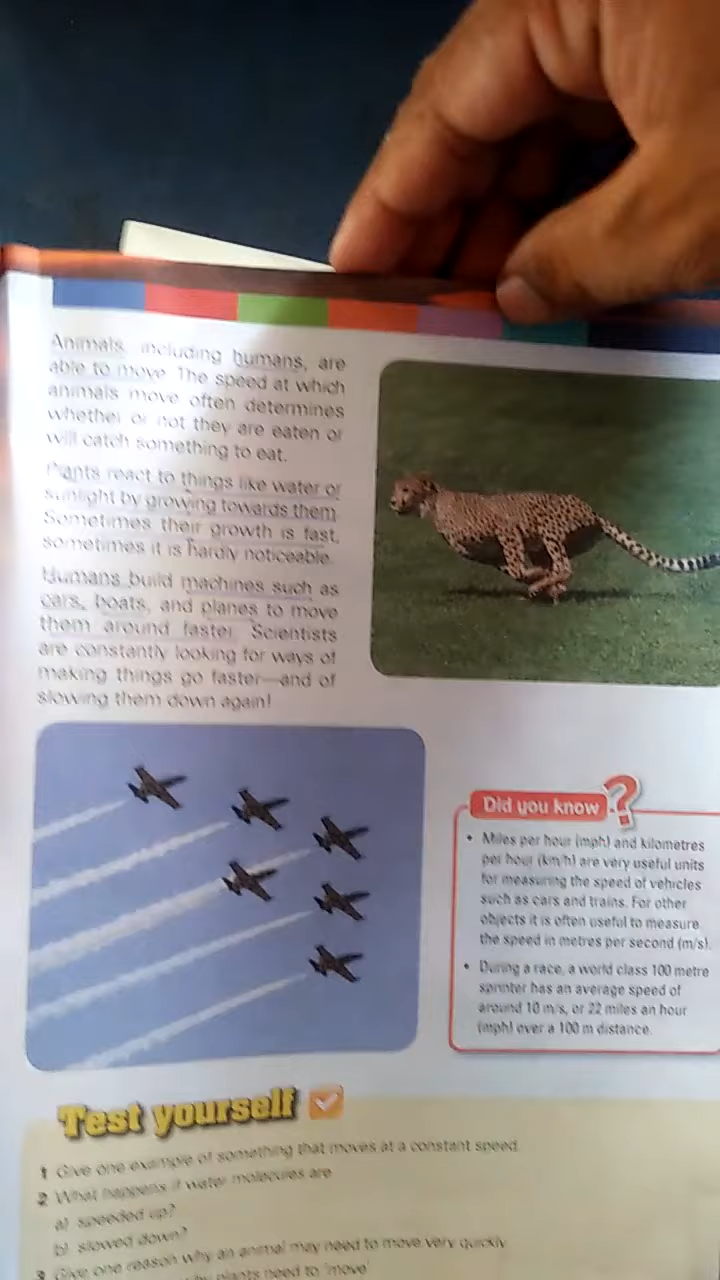 Animals, including humans, are
able to move. The speed at which
animals move often determines
whether or not they are eaten or
will catch something to eat.
Plants react to things like water or
sunlight by growing towards them.
Sometimes their growth is fast,
sometimes it is hardly noticeable.
Humans build machines such as
cars, boats, and planes to move
them around faster. Scientists
are constantly looking for ways of
making things go faster—and of
slowing them down again!
Did you know ?
• Miles per hour (mph) and kilometres
per hour (km/h) are very useful units
for measuring the speed of vehicles
such as cars and trains. For other
objects it is often useful to measure
the speed in metres per second (m/s).
• During a race, a world class 100 metre
sprinter has an average speed of
around 10 m/s, or 22 miles an hour
(mph) over a 100 m distance.
Test yourself
1 Give one example of something that moves at a constant speed.
2 What happens if water molecules are
a) speeded up?
b) slowed down?
3 Give one reason why an animal may need to move very quickly.
why plants need to 'move'